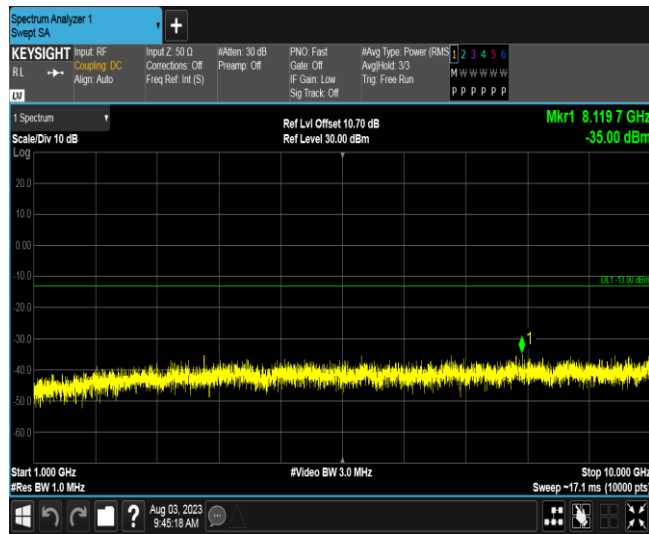 Spectrum Analyzer 1
Swept SA
+
KEYSIGHT
RL
LXI
Input: RF
Coupling: DC
Align: Auto
Input Z: 50 Ω
Corrections: Off
Freq Ref: Int (S)
#Atten: 30 dB
Preamp: Off
PNO: Fast
Gate: Off
IF Gain: Low
Sig Track: Off
#Avg Type: Power (RMS
Avg|Hold: 3/3
Trig: Free Run
1 2 3 4 5 6
M W W W W W
P P P P P P
1 Spectrum
Scale/Div 10 dB
Log
Ref Lvl Offset 10.70 dB
Ref Level 30.00 dBm
Mkr1 8.119 7 GHz
-35.00 dBm
20.0
10.0
0.00
-10.0
DL1 -13.00 dBm
-20.0
-30.0
1
-40.0
-50.0
-60.0
Start 1.000 GHz
#Video BW 3.0 MHz
Stop 10.000 GHz
#Res BW 1.0 MHz
Sweep ~17.1 ms (10000 pts)
?
Aug 03, 2023
9:45:18 AM